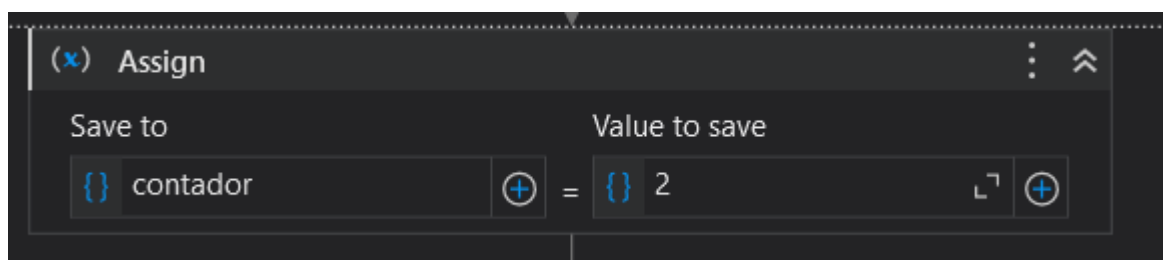 (x) Assign
Save to Value to save
{} contador = {} 2